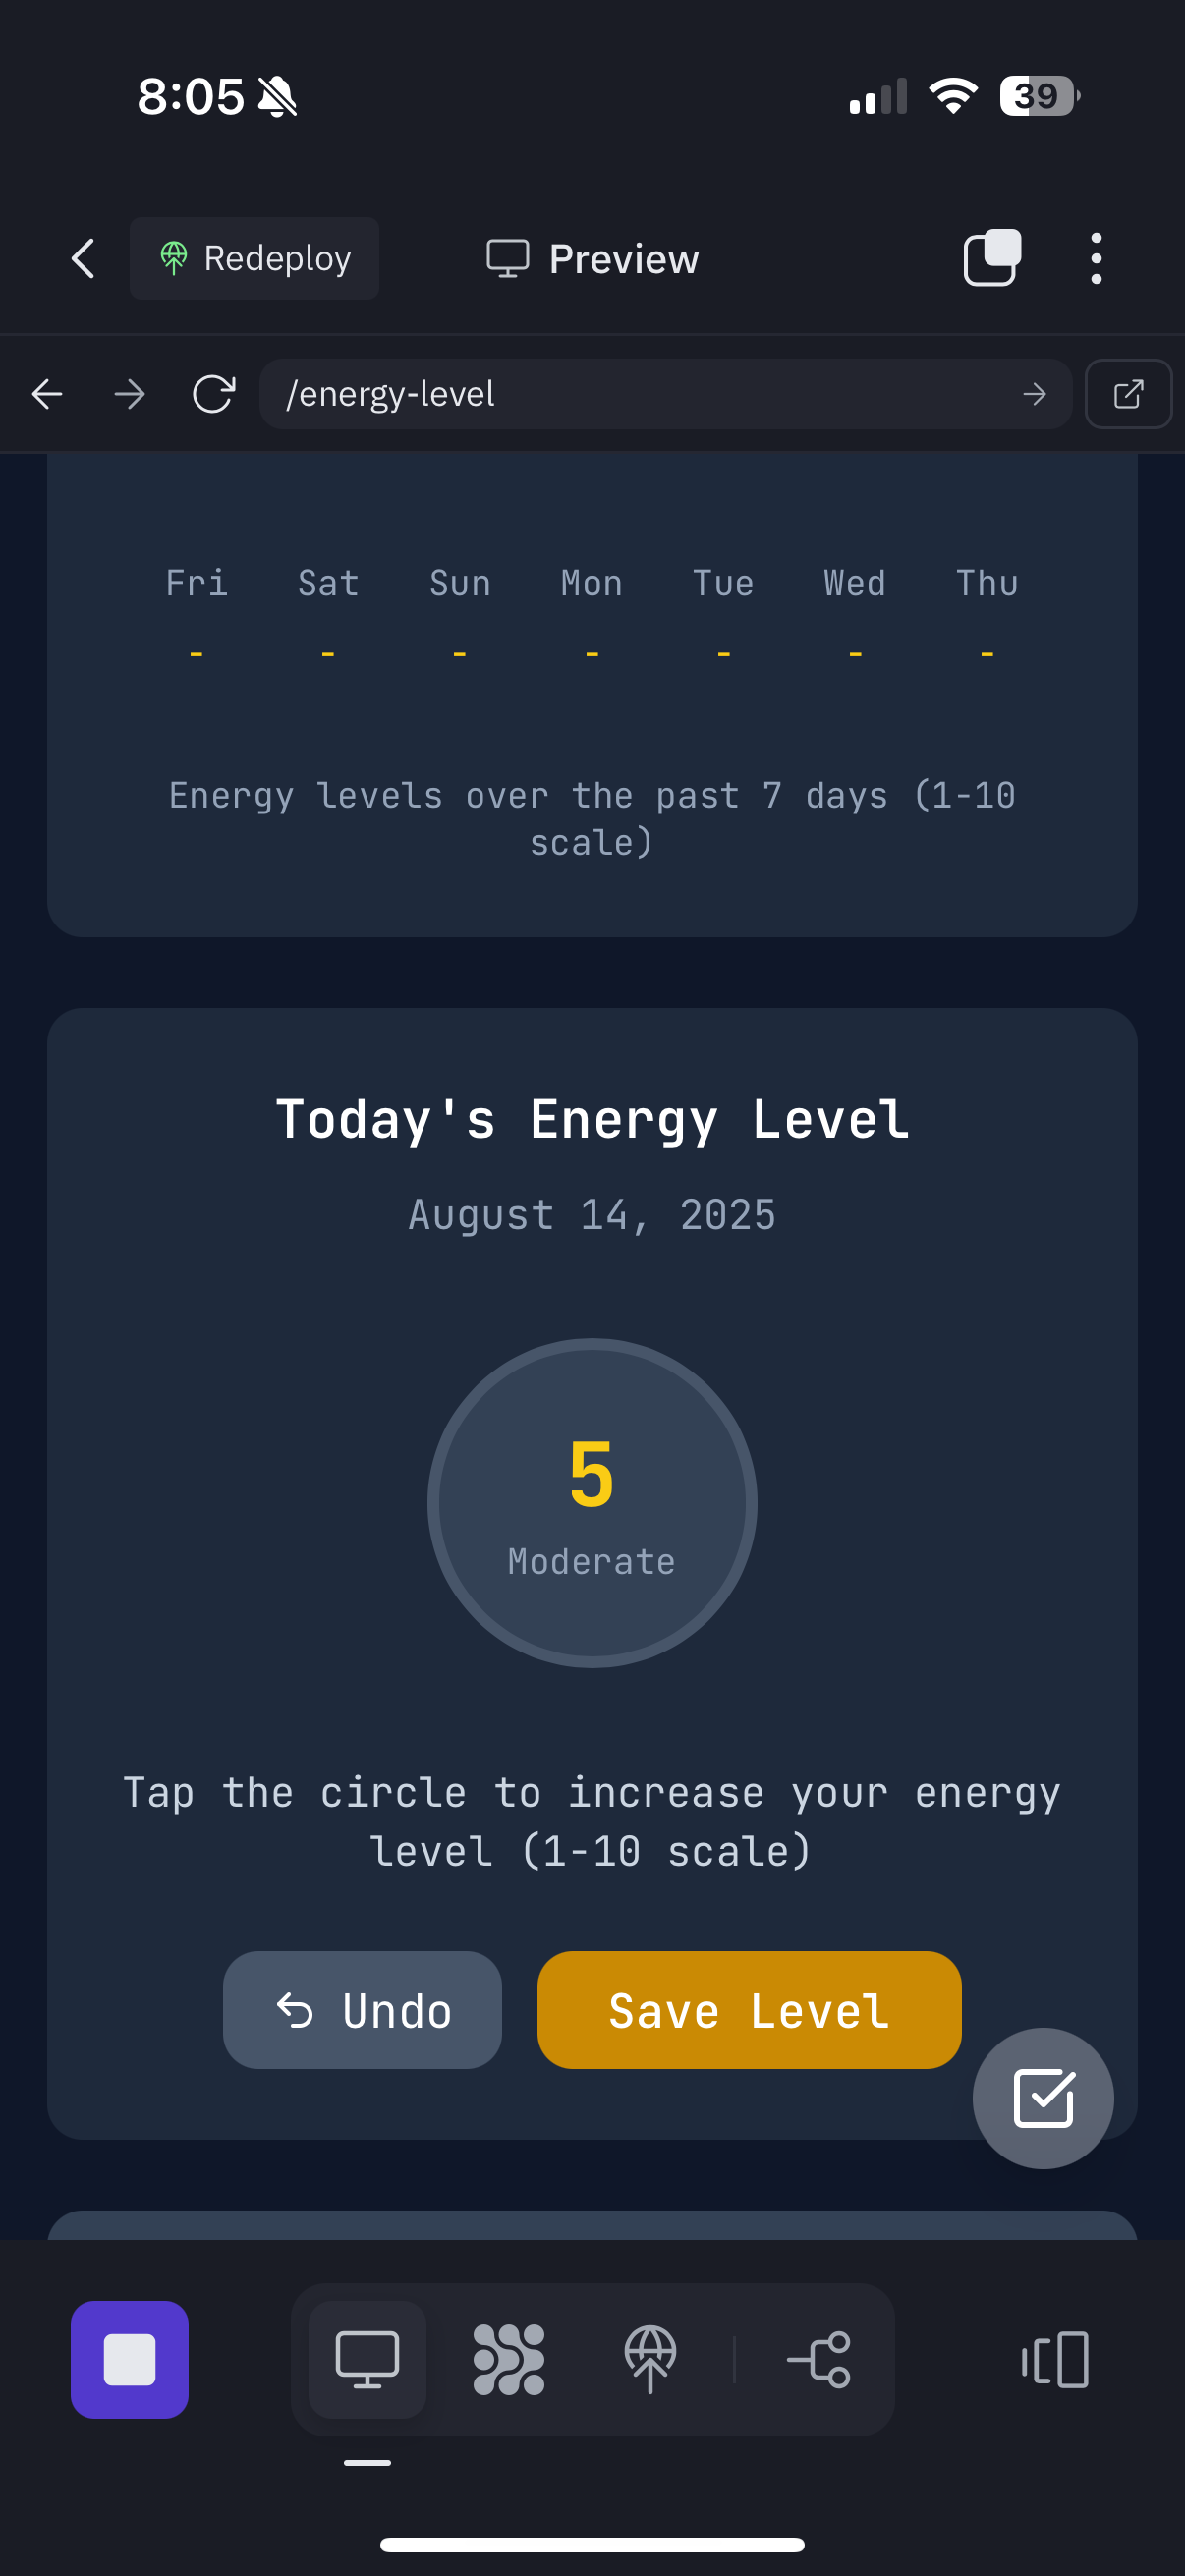 8:05
39
Redeploy
Preview
/energy-level
Fri Sat Sun Mon Tue Wed Thu
- - - - - - -
Energy levels over the past 7 days (1-10
scale)
Today's Energy Level
August 14, 2025
5
Moderate
Tap the circle to increase your energy
level (1-10 scale)
Undo
Save Level